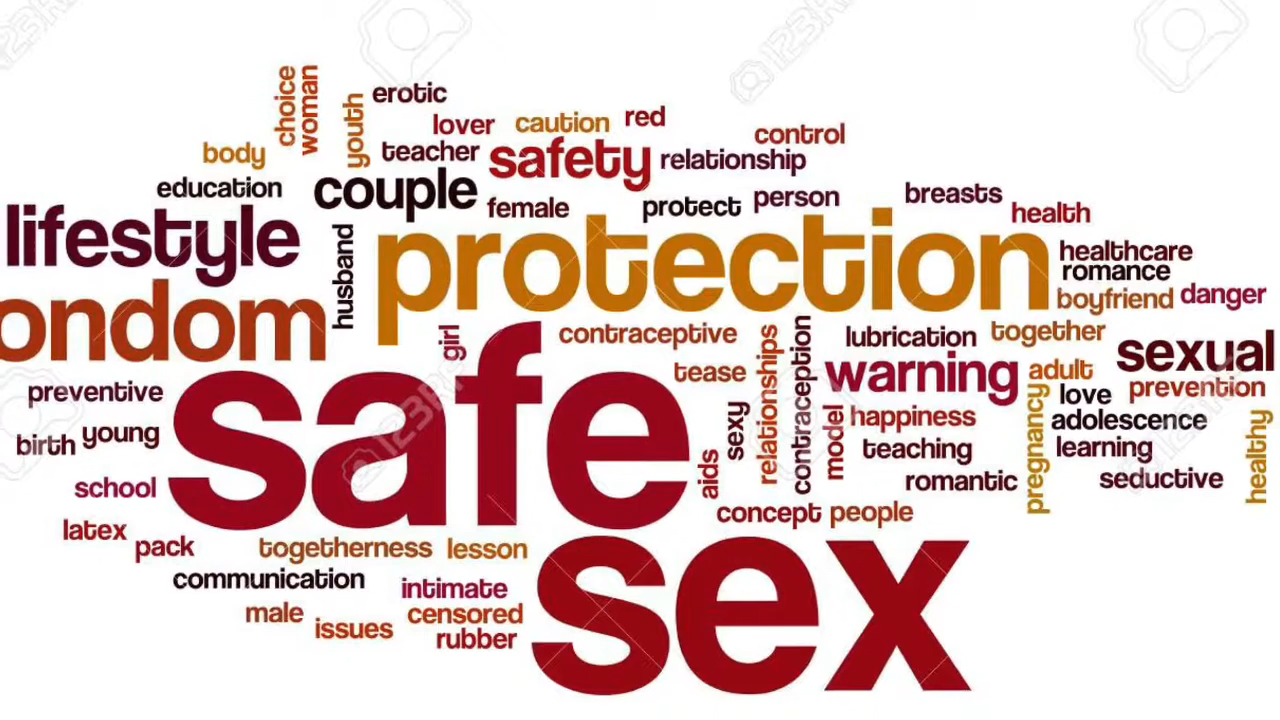 choice
woman
youth
erotic
lover
caution
red
control
body
teacher
safety
relationship
education
couple
female
protect
person
breasts
health
lifestyle
husband
protection
healthcare
romance
boyfriend
danger
ondom
girl
contraceptive
relationships
contraception
lubrication
together
sexual
preventive
safe
tease
warning
adult
prevention
love
pregnancy
birth
young
sexy
model
happiness
adolescence
healthy
aids
teaching
learning
school
romantic
seductive
latex
concept
people
pack
togetherness
lesson
sex
communication
intimate
male
censored
issues
rubber